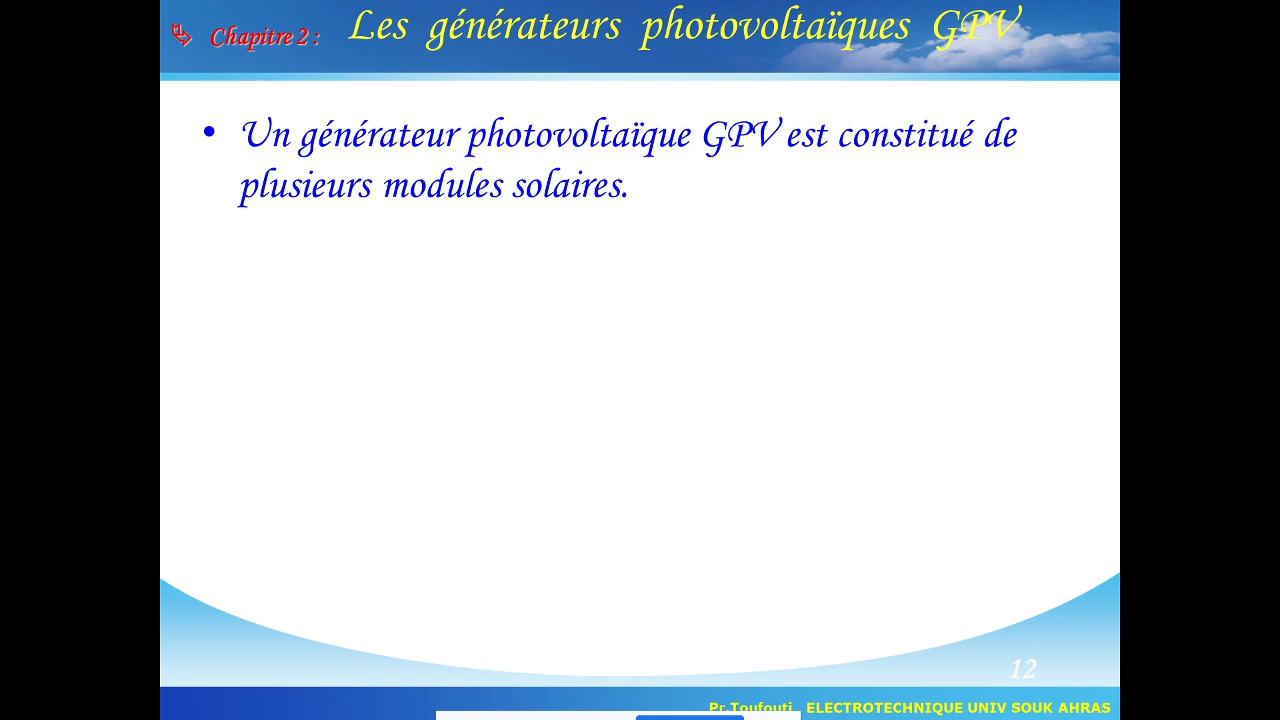 Chapitre 2 : Les générateurs photovoltaïques GPV
• Un générateur photovoltaïque GPV est constitué de
plusieurs modules solaires.
12
Pr.Toufouti ELECTROTECHNIQUE UNIV SOUK AHRAS